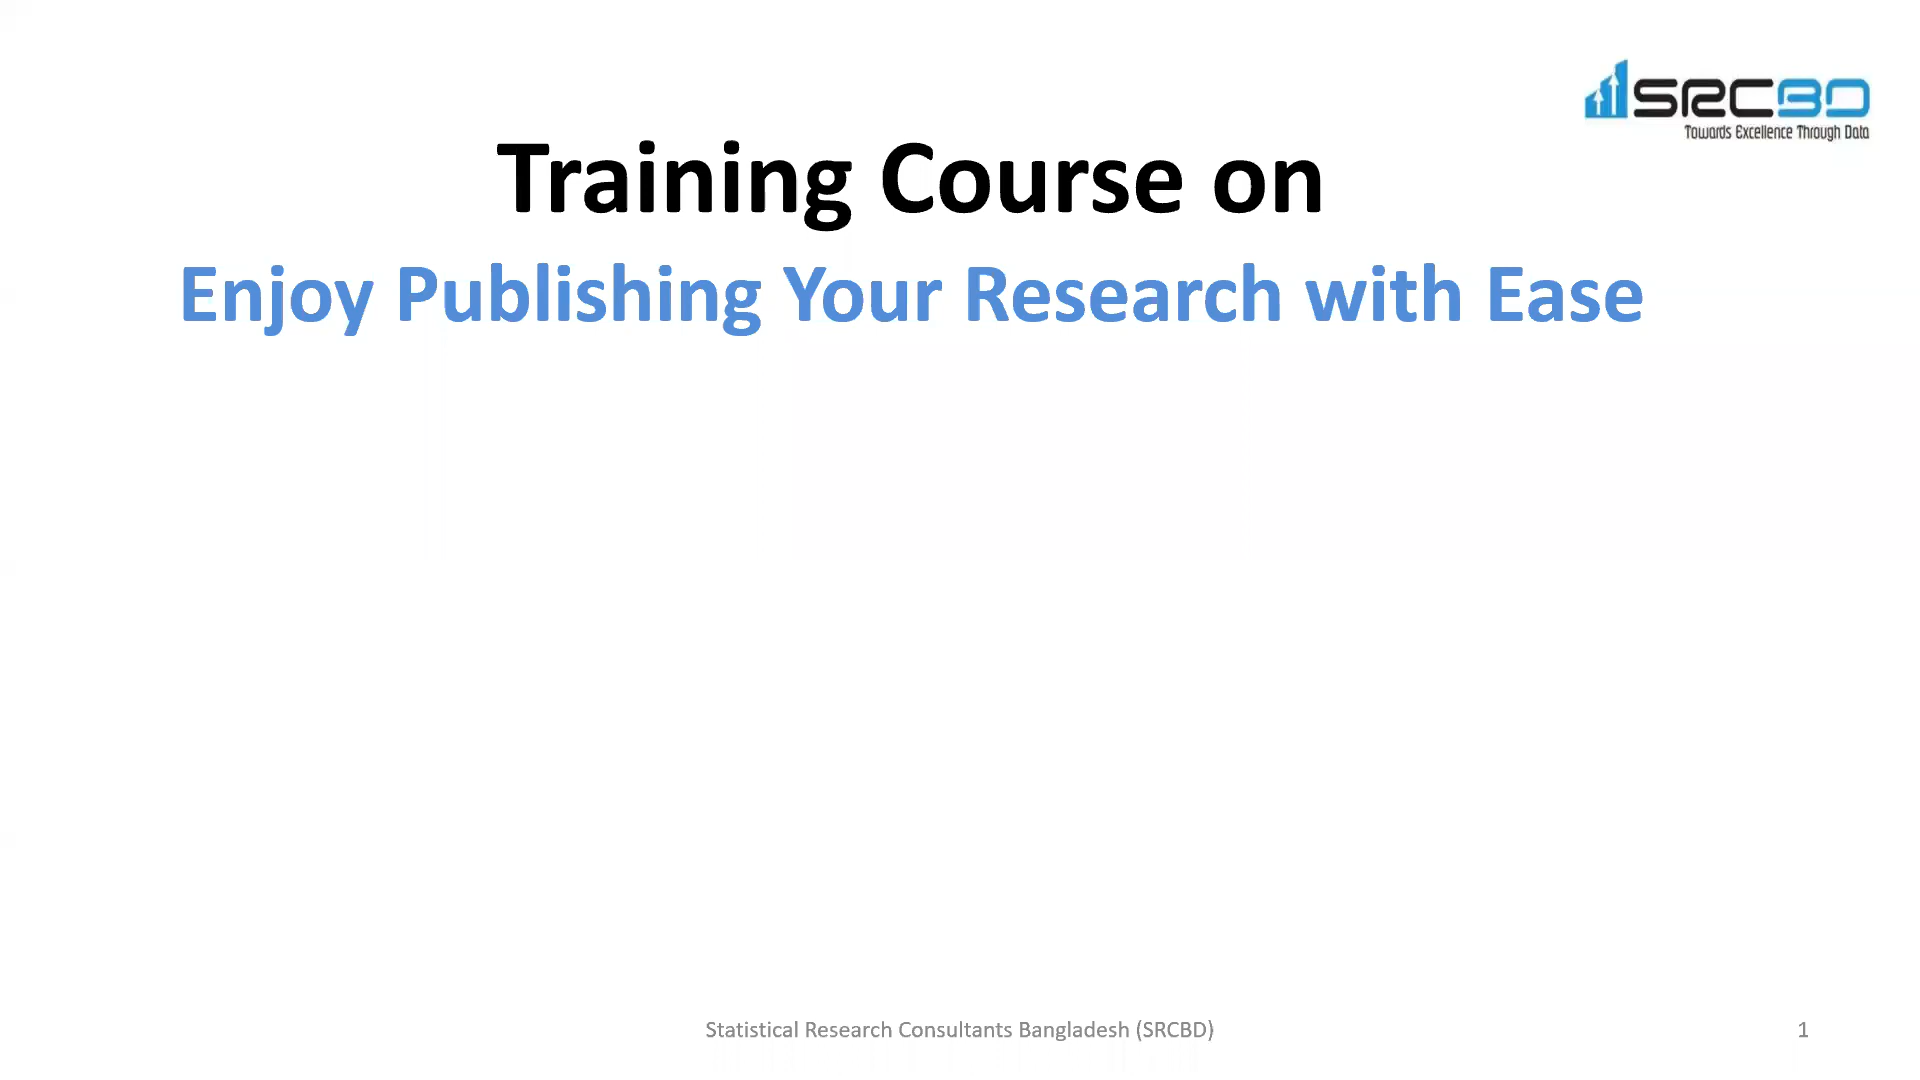 SRCBD
Towards Excellence Through Data
Training Course on
Enjoy Publishing Your Research with Ease
Statistical Research Consultants Bangladesh (SRCBD)
1